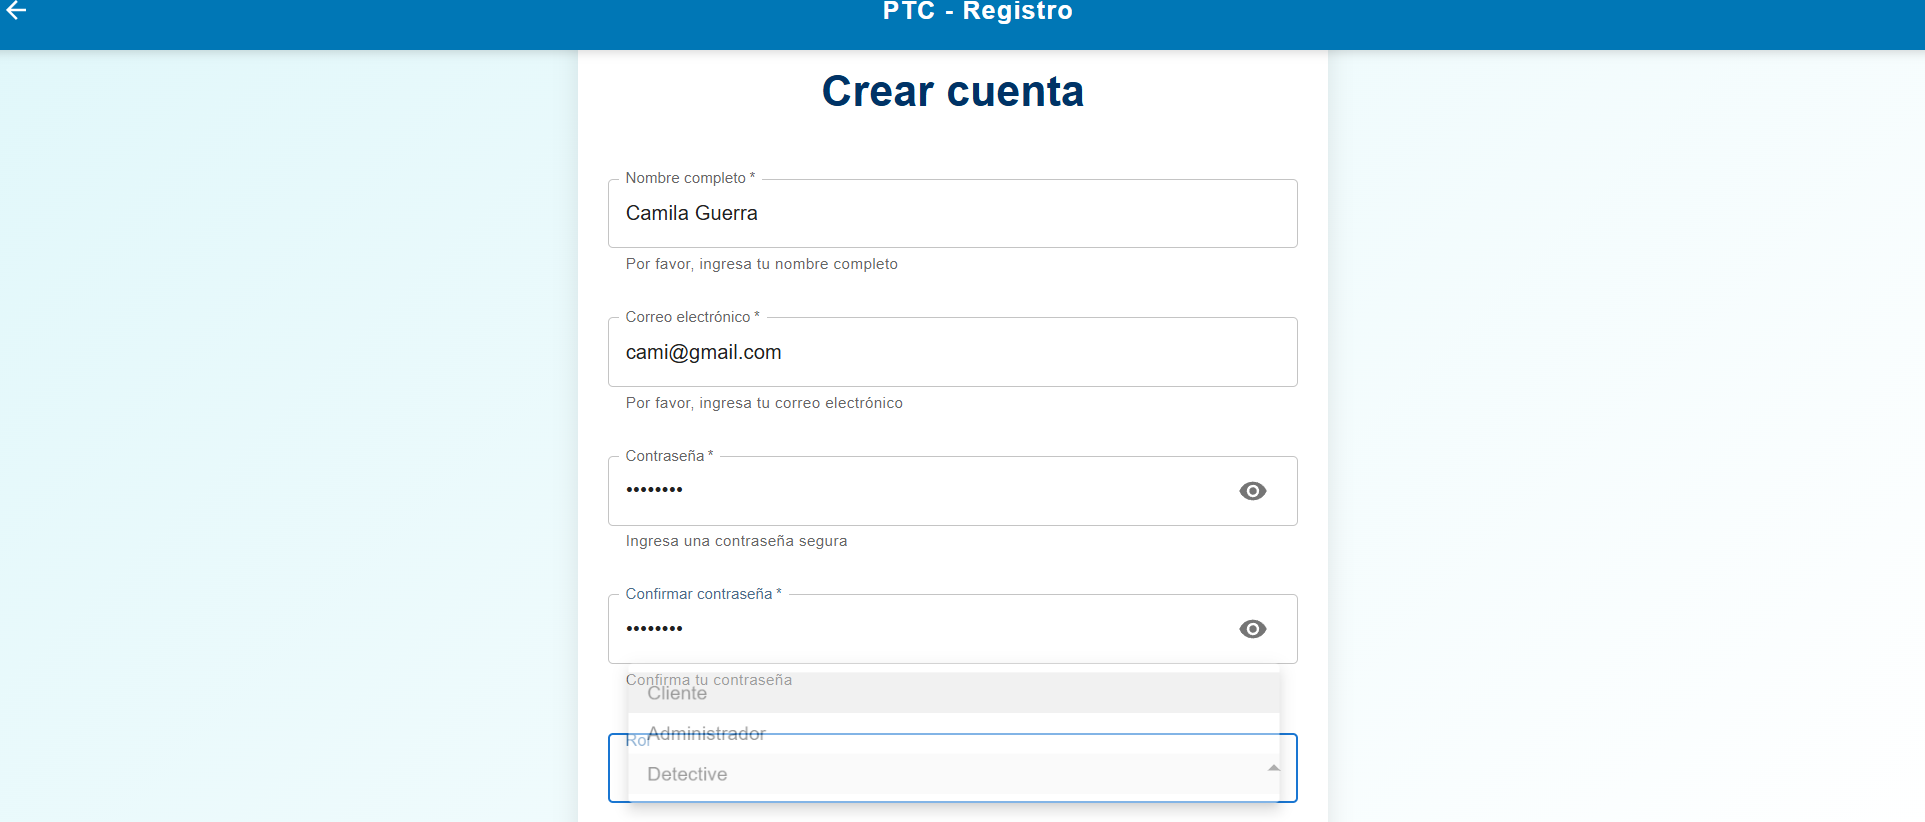 PTC - Registro
Crear cuenta
Nombre completo *
Camila Guerra
Por favor, ingresa tu nombre completo
Correo electrónico *
cami@gmail.com
Por favor, ingresa tu correo electrónico
Contraseña *
••••••••
Ingresa una contraseña segura
Confirmar contraseña *
••••••••
Confirma tu contraseña
Cliente
Administrador
Rol
Detective